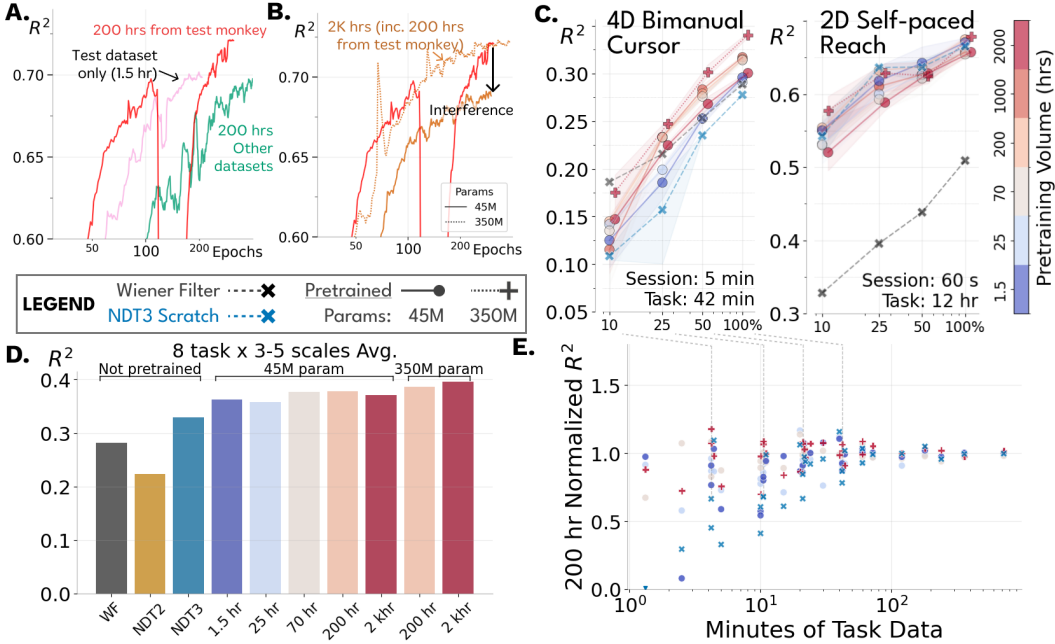 A.
R²
200 hrs from test monkey
Test dataset
only (1.5 hr)
200 hrs
Other
datasets
0.70
0.65
0.60
50
100
200
Epochs
B.
R²
2K hrs (inc. 200 hrs
from test monkey)
Interference
Params
45M
350M
0.70
0.65
0.60
50
100
200
Epochs
C.
R²
4D Bimanual
Cursor
0.30
0.25
0.20
0.15
0.10
0.05
Session: 5 min
Task: 42 min
10
25
50
100%
R²
2D Self-paced
Reach
0.6
0.5
0.4
0.3
Session: 60 s
Task: 12 hr
10
25
50
100%
2000
1000
200
70
25
1.5
Pretraining Volume (hrs)
LEGEND
Wiener Filter
NDT3 Scratch
Pretrained
Params:
45M
350M
D.
R²
8 task x 3-5 scales Avg.
Not pretrained
45M param
350M param
0.4
0.3
0.2
0.1
0.0
WF
NDT2
NDT3
1.5 hr
25 hr
70 hr
200 hr
2 khr
200 hr
2 khr
E.
200 hr Normalized R²
1.5
1.0
0.5
0.0
10⁰
10¹
10²
Minutes of Task Data